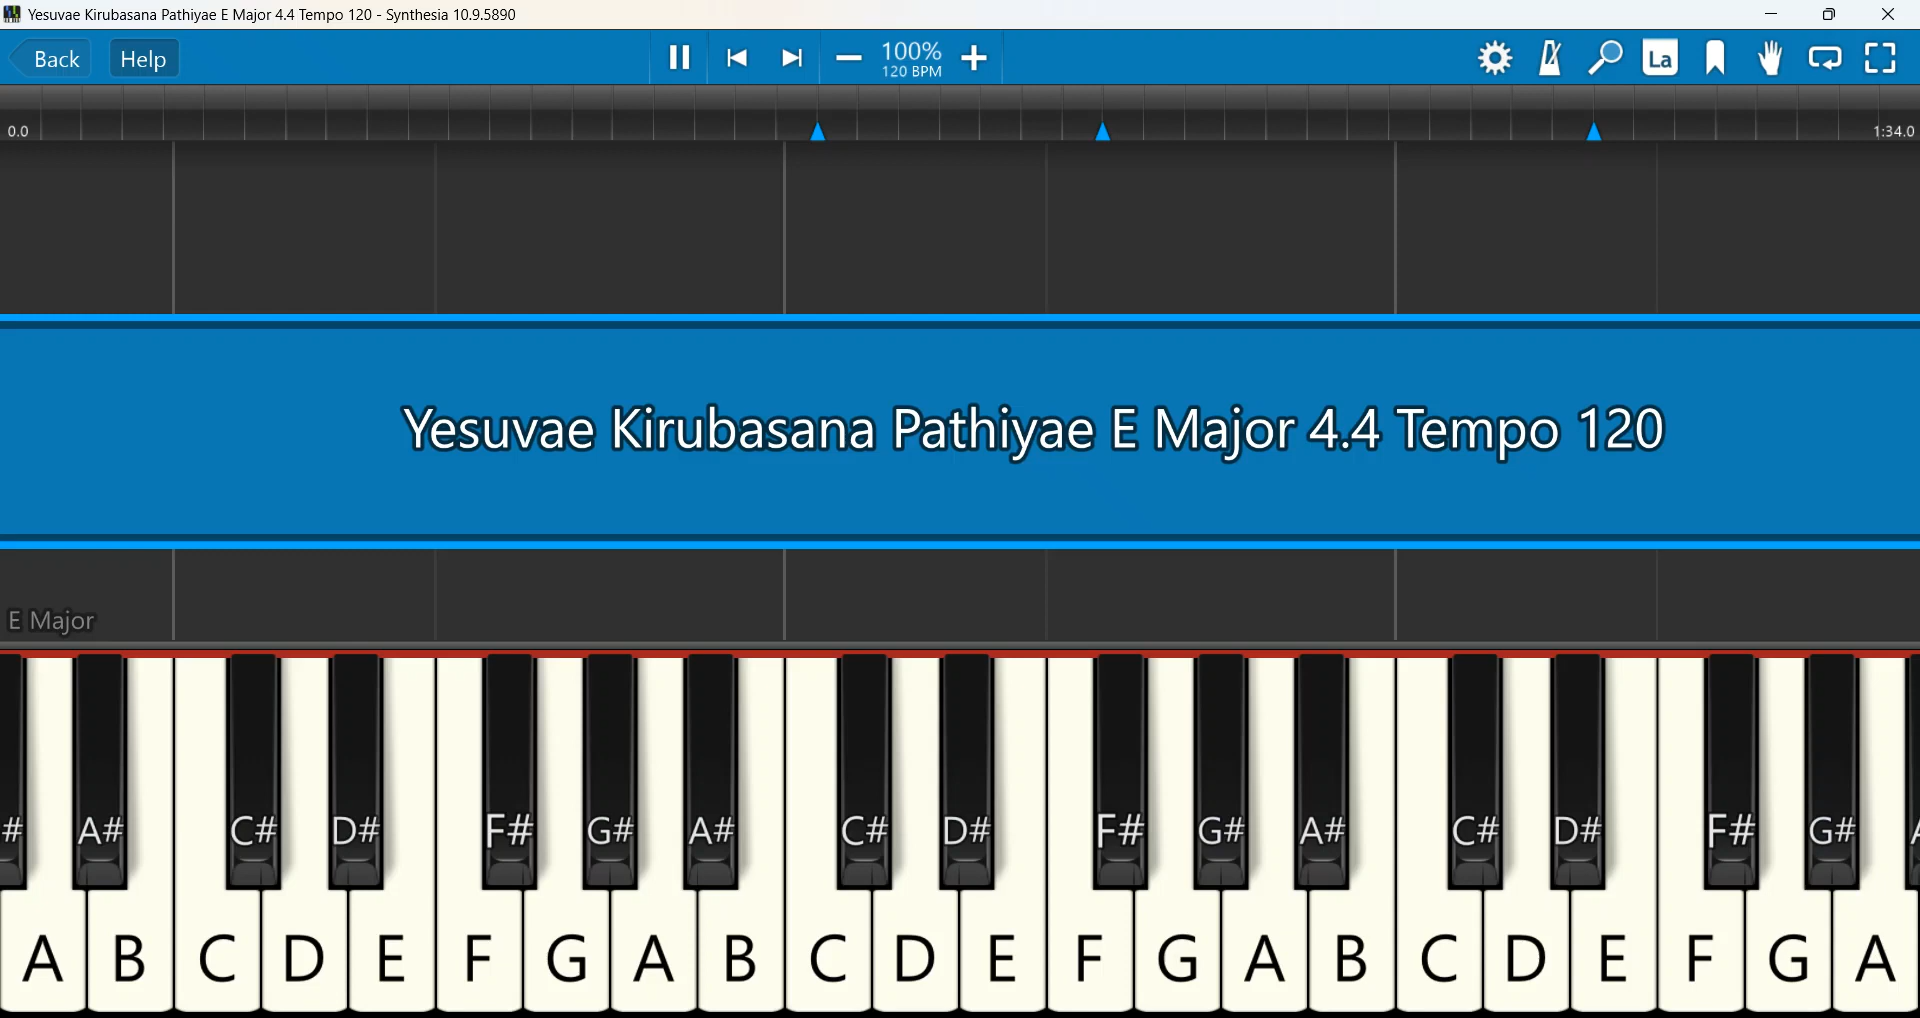 Yesuvae Kirubasana Pathiyae E Major 4.4 Tempo 120 - Synthesia 10.9.5890
Back Help 100% La
120 BPM
0.0 1:34.0
Yesuvae Kirubasana Pathiyae E Major 4.4 Tempo 120
E Major
# A# C# D# F# G# A# C# D# F# G# A# C# D# F# G# A
A B C D E F G A B C D E F G A B C D E F G A